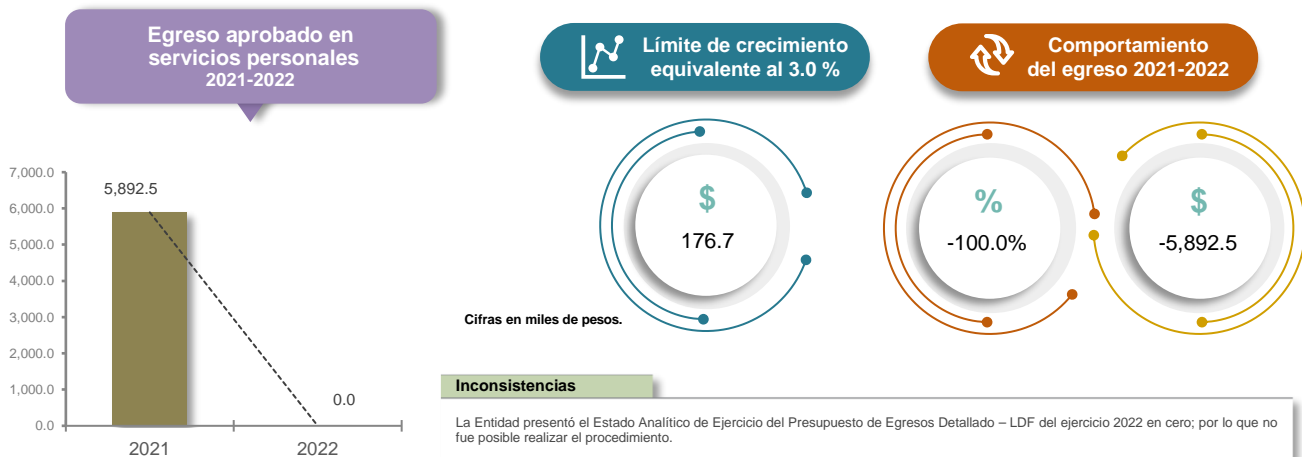 Egreso aprobado en
servicios personales
2021-2022
Límite de crecimiento
equivalente al 3.0 %
Comportamiento
del egreso 2021-2022
7,000.0
6,000.0
5,000.0
4,000.0
3,000.0
2,000.0
1,000.0
0.0
5,892.5
0.0
2021
2022
$
176.7
%
-100.0%
$
-5,892.5
Cifras en miles de pesos.
Inconsistencias
La Entidad presentó el Estado Analítico de Ejercicio del Presupuesto de Egresos Detallado – LDF del ejercicio 2022 en cero; por lo que no
fue posible realizar el procedimiento.